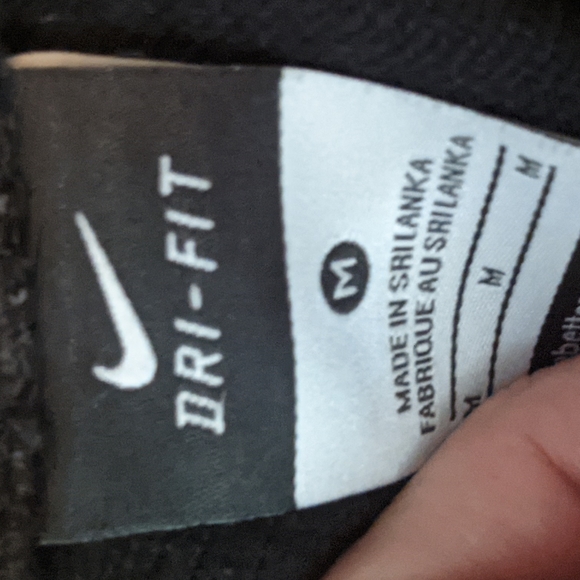 DRI-FIT
M
MADE IN SRI LANKA
FABRIQUE AU SRI LANKA
M M M